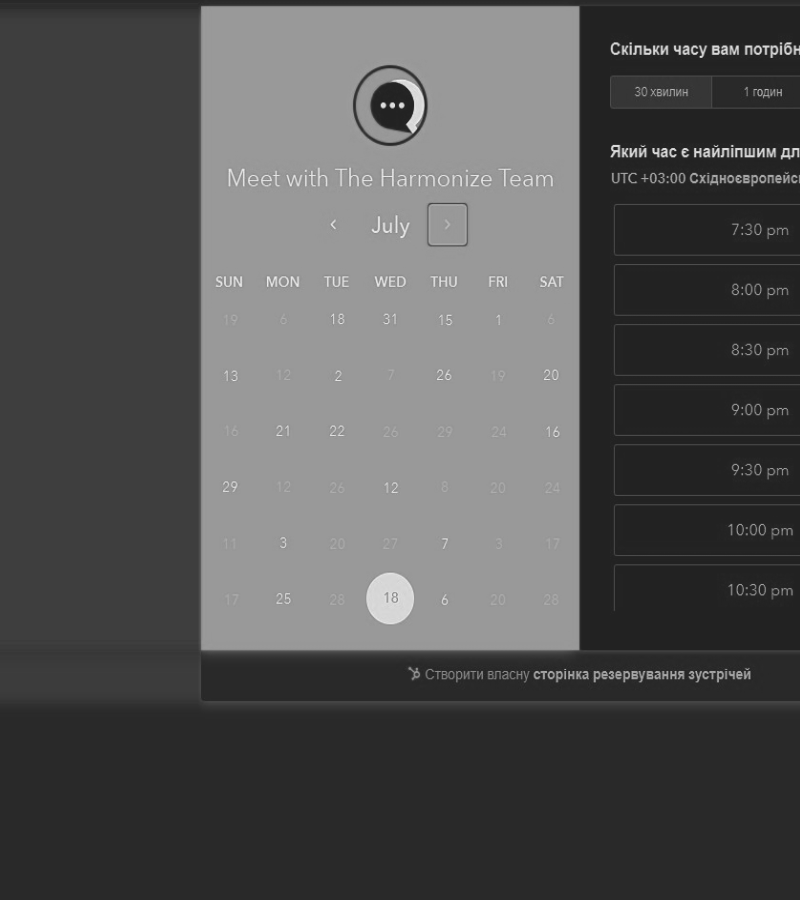 Meet with The Harmonize Team
July
SUN MON TUE WED THU FRI SAT
19 6 18 31 15 1 6
13 12 2 7 26 19 20
16 21 22 26 29 24 16
29 12 26 12 8 20 24
11 3 20 27 7 3 17
17 25 28 18 6 20 28
Скільки часу вам потрібн
30 хвилин 1 годин
Який час є найліпшим дл
UTC +03:00 Східноєвропейсь
7:30 pm
8:00 pm
8:30 pm
9:00 pm
9:30 pm
10:00 pm
10:30 pm
Створити власну сторінка резервування зустрічей